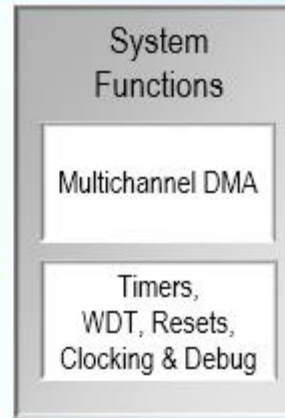 System
Functions
Multichannel DMA
Timers,
WDT, Resets,
Clocking & Debug